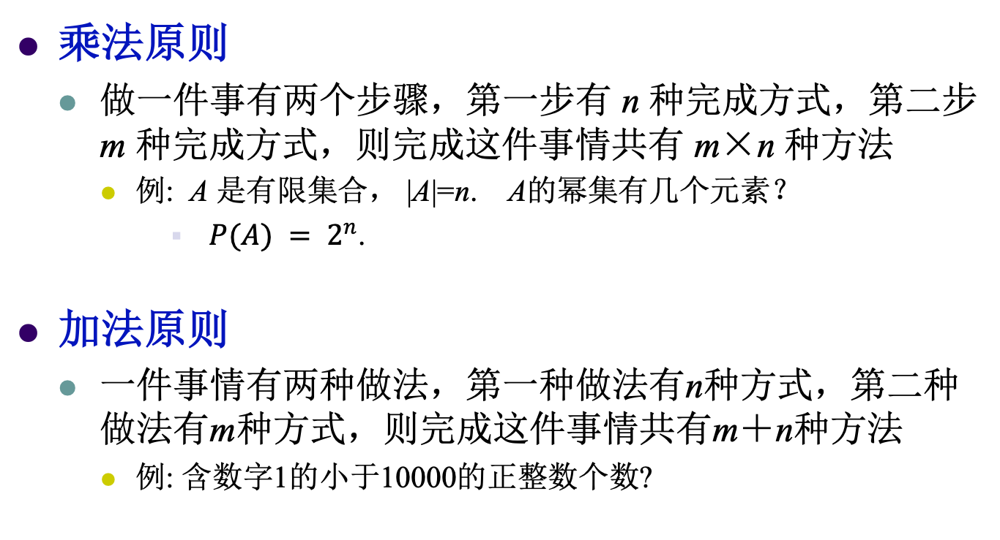 乘法原则
做一件事有两个步骤，第一步有 n 种完成方式，第二步
m 种完成方式，则完成这件事情共有 m×n 种方法
例: A 是有限集合， |A|=n. A的幂集有几个元素？
P(A) = 2ⁿ.
加法原则
一件事情有两种做法，第一种做法有n种方式，第二种
做法有m种方式，则完成这件事情共有m＋n种方法
例: 含数字1的小于10000的正整数个数?